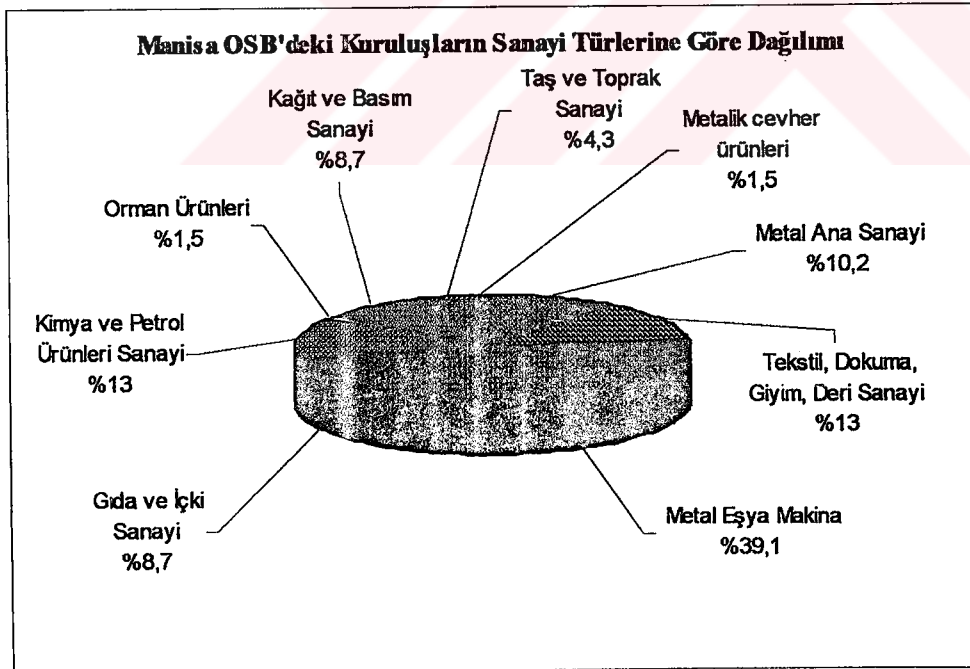 Manisa OSB'deki Kuruluşların Sanayi Türlerine Göre Dağılımı
Taş ve Toprak
Sanayi
%4,3
Kağıt ve Basım
Sanayi
%8,7
Metalik cevher
ürünleri
%1,5
Orman Ürünleri
%1,5
Metal Ana Sanayi
%10,2
Kimya ve Petrol
Ürünleri Sanayi
%13
Tekstil, Dokuma,
Giyim, Deri Sanayi
%13
Gıda ve İçki
Sanayi
%8,7
Metal Eşya Makina
%39,1